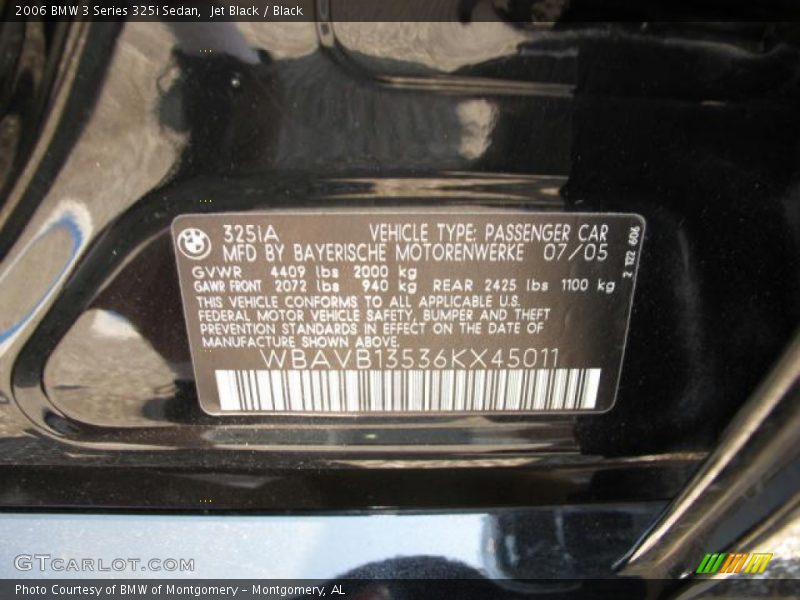 2006 BMW 3 Series 325i Sedan, Jet Black / Black
325iA VEHICLE TYPE: PASSENGER CAR
MFD BY BAYERISCHE MOTORENWERKE 07/05
GVWR 4409 lbs 2000 kg
GAWR FRONT 2072 lbs 940 kg REAR 2425 lbs 1100 kg
THIS VEHICLE CONFORMS TO ALL APPLICABLE U.S.
FEDERAL MOTOR VEHICLE SAFETY, BUMPER AND THEFT
PREVENTION STANDARDS IN EFFECT ON THE DATE OF
MANUFACTURE SHOWN ABOVE.
WBAVB13536KX45011
2 122 606
GTCARLOT.COM
Photo Courtesy of BMW of Montgomery - Montgomery, AL